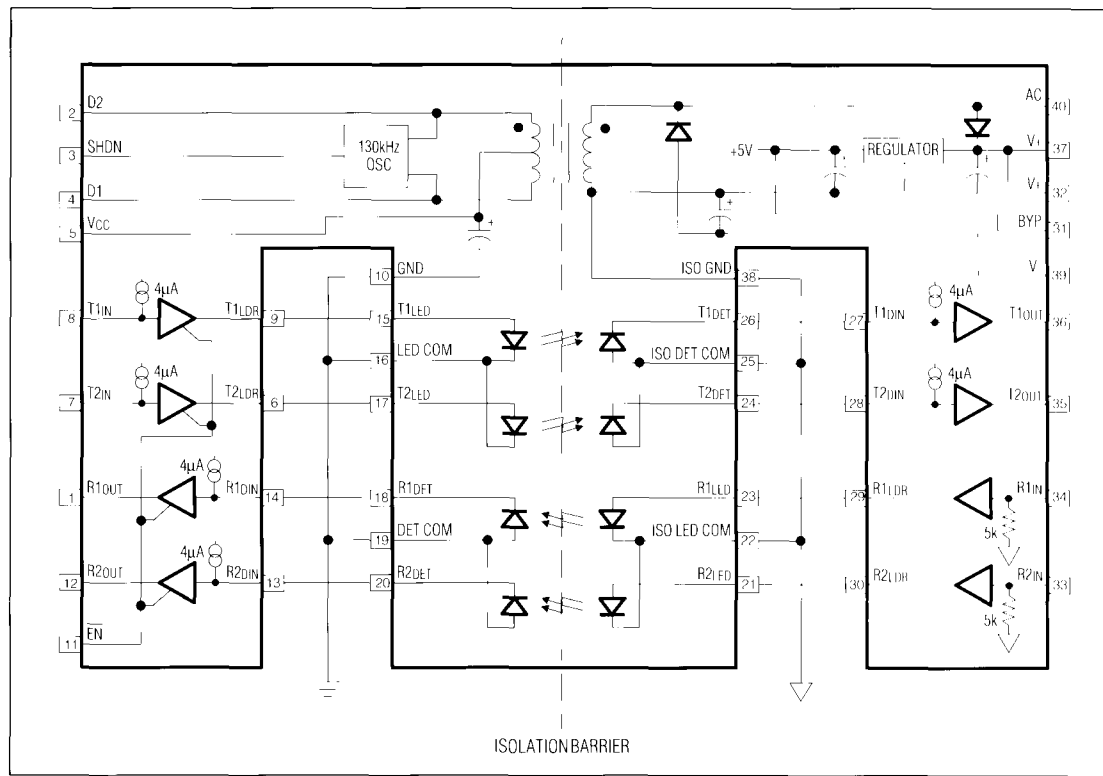 D2
2
SHDN
3
D1
4
VCC
5
130kHz
OSC
+
+5V
+
REGULATOR
+
+
AC
40
V+
37
V+
32
BYP
31
V
39
GND
10
ISO GND
38
T1IN
8
4µA
T1LDR
9
T1LED
15
LED COM
16
T1DET
26
ISO DET COM
25
T1DIN
27
4µA
T1OUT
36
T2IN
7
4µA
T2LDR
6
T2LED
17
T2DET
24
T2DIN
28
4µA
T2OUT
35
R1OUT
1
4µA
R1DIN
14
R1DET
18
DET COM
19
R1LED
23
ISO LED COM
22
R1LDR
29
R1IN
34
5k
R2OUT
12
4µA
R2DIN
13
R2DET
20
R2LED
21
R2LDR
30
R2IN
33
5k
EN
11
ISOLATION BARRIER